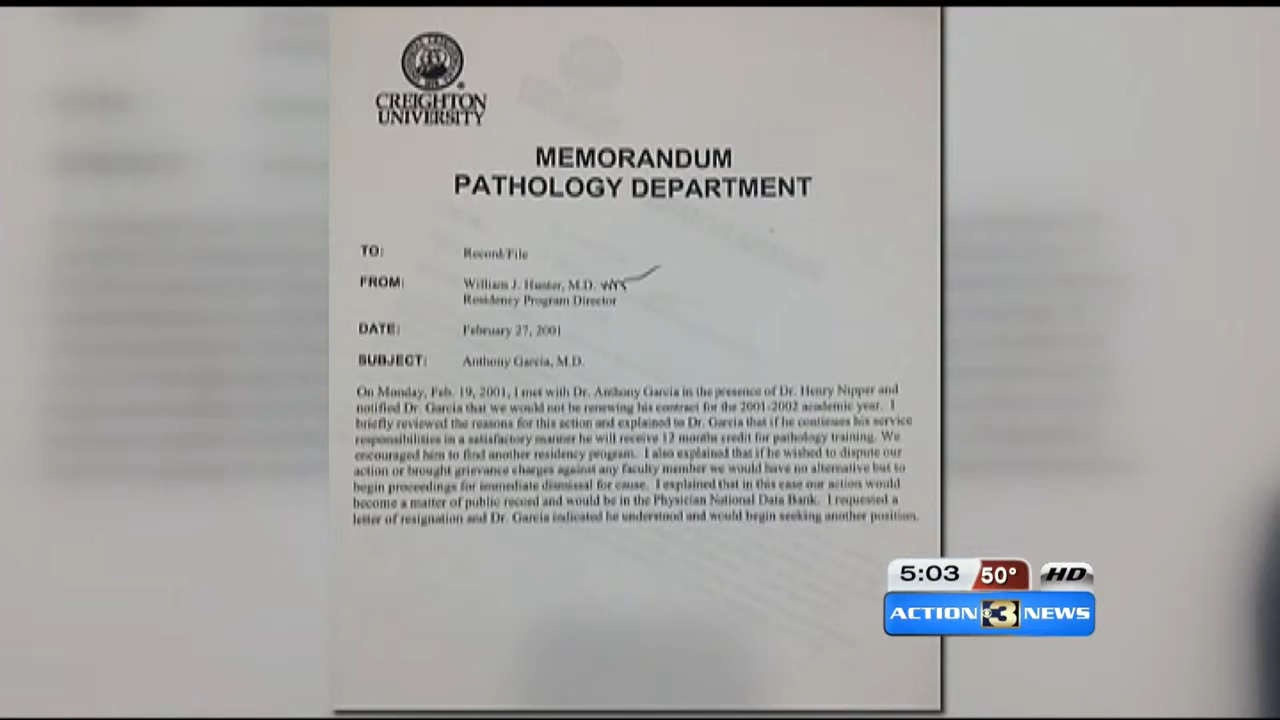 CREIGHTON
UNIVERSITY
MEMORANDUM
PATHOLOGY DEPARTMENT
TO: Record/File
FROM: William J. Hunter, M.D.
Residency Program Director
DATE: February 27, 2001
SUBJECT: Anthony Garcia, M.D.
On Monday, Feb. 19, 2001, I met with Dr. Anthony Garcia in the presence of Dr. Henry Nipper and
notified Dr. Garcia that we would not be renewing his contract for the 2001-2002 academic year. I
briefly reviewed the reasons for this action and explained to Dr. Garcia that if he continues his service
responsibilities in a satisfactory manner he will receive 12 months credit for pathology training. We
encouraged him to find another residency program. I also explained that if he wished to dispute our
action or brought grievance charges against any faculty member we would have no alternative but to
begin proceedings for immediate dismissal for cause. I explained that in this case our action would
become a matter of public record and would be in the Physician National Data Bank. I requested a
letter of resignation and Dr. Garcia indicated he understood and would begin seeking another position.
5:03 50° HD
ACTION 3 NEWS